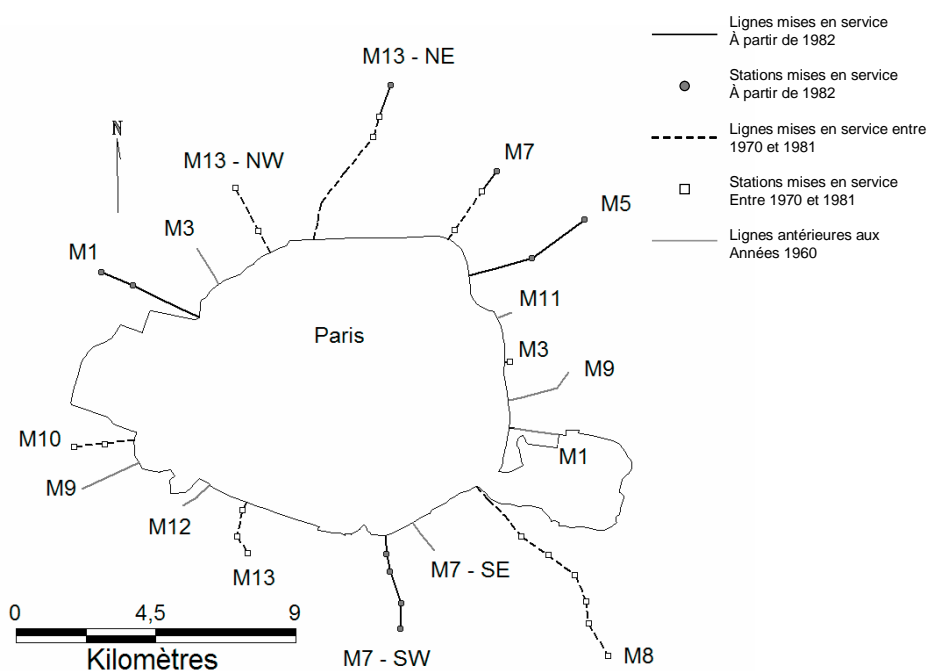 Lignes mises en service
À partir de 1982
Stations mises en service
À partir de 1982
Lignes mises en service entre
1970 et 1981
Stations mises en service
Entre 1970 et 1981
Lignes antérieures aux
Années 1960
N
M13 - NE
M13 - NW
M7
M5
M3
M1
M11
Paris
M3
M9
M10
M1
M9
M12
M7 - SE
M13
M7 - SW
M8
0 4,5 9
Kilomètres